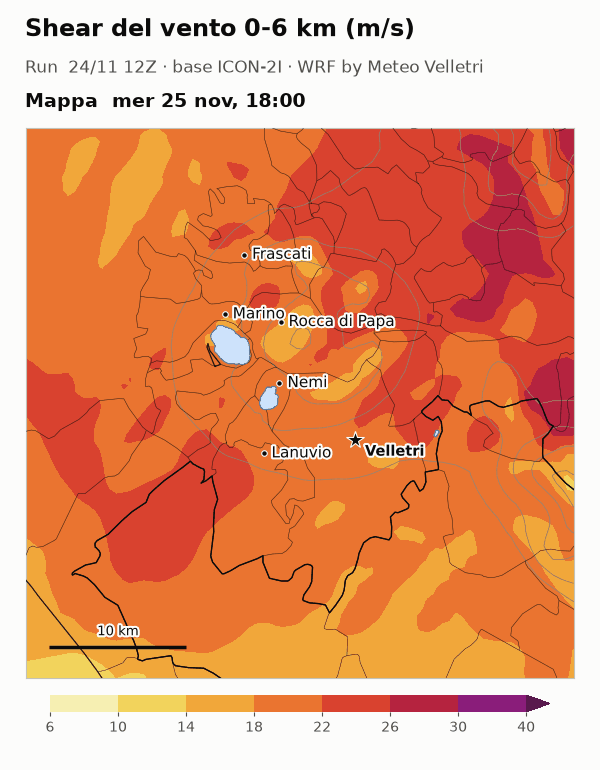 Shear del vento 0-6 km (m/s)
Run  24/11 12Z · base ICON-2I · WRF by Meteo Velletri
Mappa  mer 25 nov, 18:00
Frascati
Marino
Rocca di Papa
Nemi
Velletri
Lanuvio
10 km
6 10 14 18 22 26 30 40